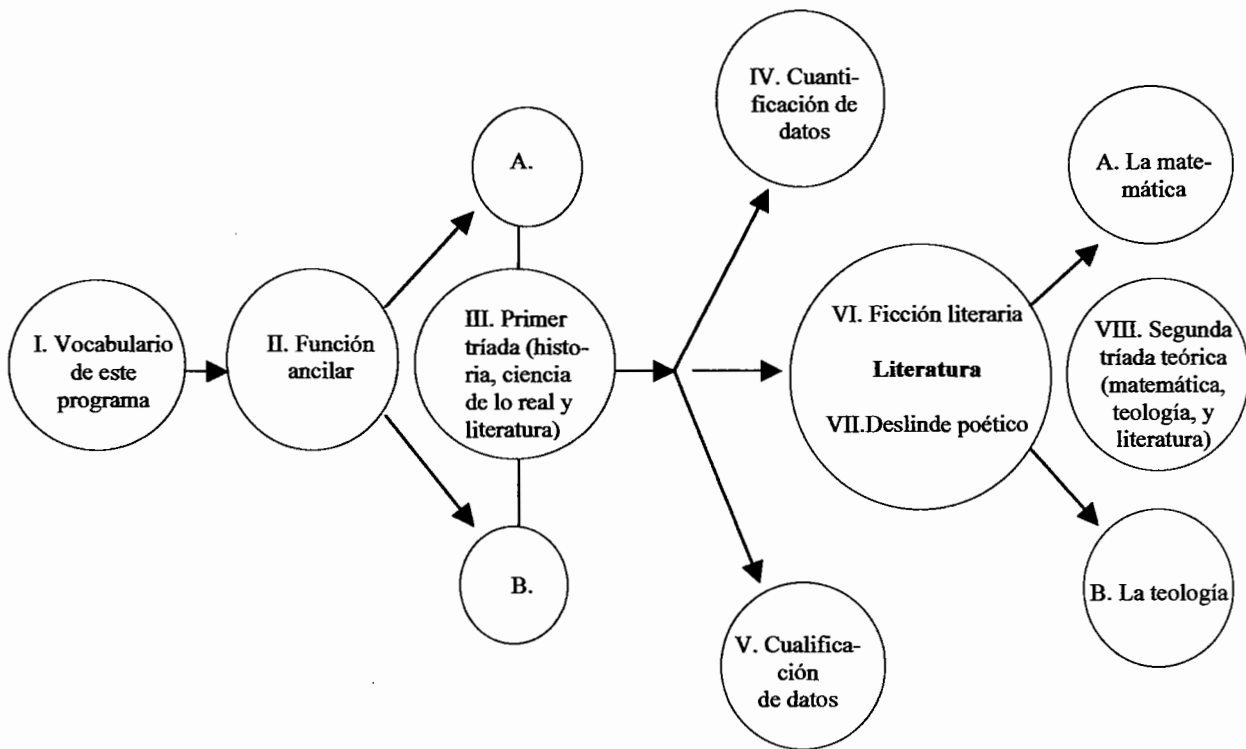 I. Vocabulario
de este
programa
II. Función
ancilar
A.
III. Primer
tríada (histo-
ria, ciencia
de lo real y
literatura)
B.
IV. Cuanti-
ficación de
datos
VI. Ficción literaria
Literatura
VII.Deslinde poético
V. Cualifica-
ción
de datos
A. La mate-
mática
VIII. Segunda
tríada teórica
(matemática,
teología, y
literatura)
B. La teología